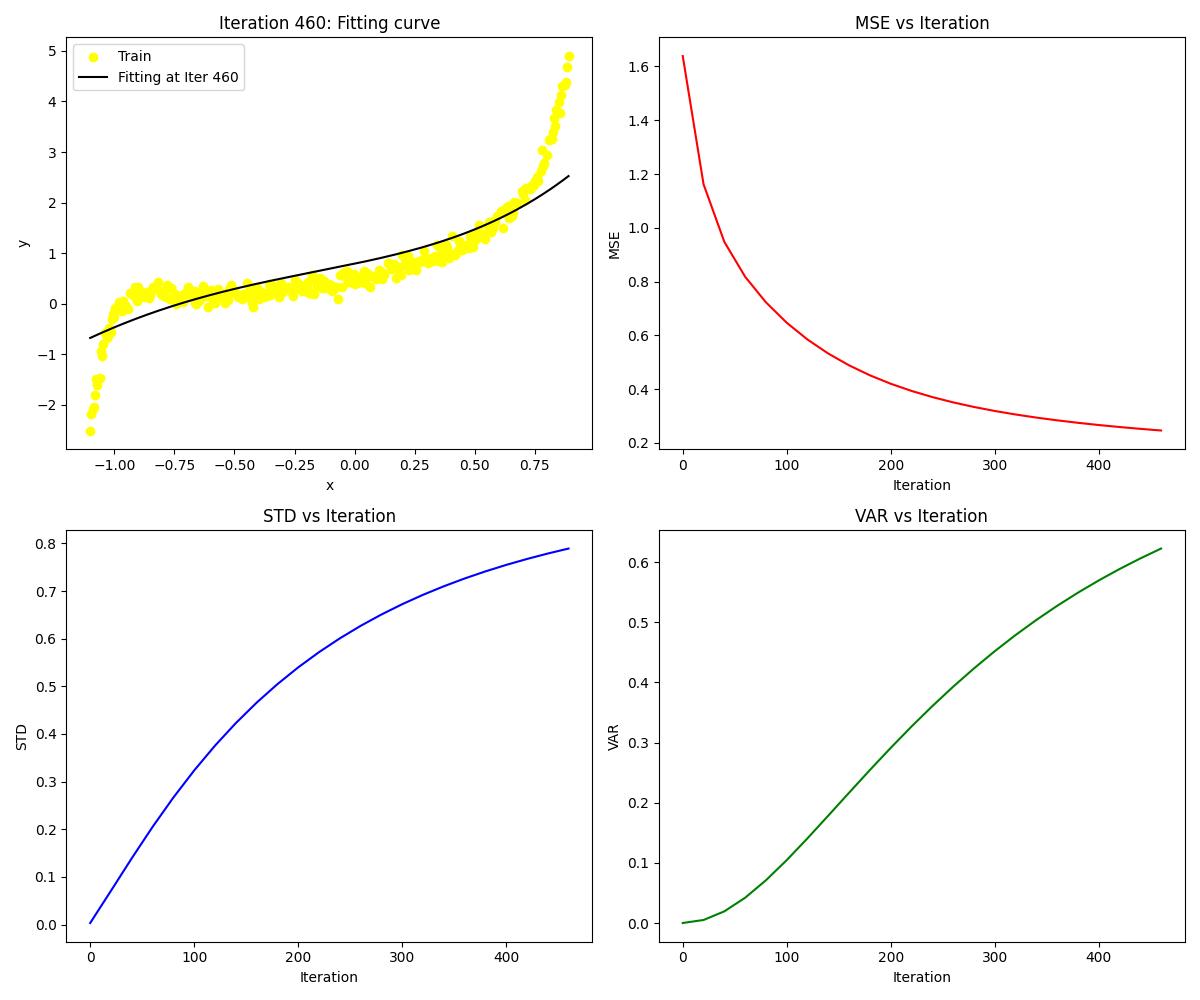 Iteration 460: Fitting curve
Train
Fitting at Iter 460
y
5
4
3
2
1
0
−1
−2
−1.00 −0.75 −0.50 −0.25 0.00 0.25 0.50 0.75
x
MSE vs Iteration
MSE
1.6
1.4
1.2
1.0
0.8
0.6
0.4
0.2
0 100 200 300 400
Iteration
STD vs Iteration
STD
0.8
0.7
0.6
0.5
0.4
0.3
0.2
0.1
0.0
0 100 200 300 400
Iteration
VAR vs Iteration
VAR
0.6
0.5
0.4
0.3
0.2
0.1
0.0
0 100 200 300 400
Iteration